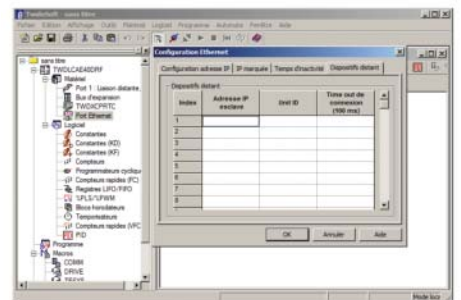 TwidoSoft - sans titre
Fichier Edition Affichage Outils Matériel Logiciel Programme Automate Fenêtre Aide
sans titre
TWDLCAE40DRF
Matériel
Port 1 : Liaison distante,
Bus d'expansion
TWDXCPRTC
Port Ethernet
Logiciel
Constantes
Constantes (KD)
Constantes (KF)
Compteurs
Programmateurs cycliqu
Compteurs rapides (FC)
Registres LIFO/FIFO
%PLS/%PWM
Blocs horodateurs
Temporisateurs
Compteurs rapides (VFC
PID
Programme
Macros
COMM
DRIVE
Configuration Ethernet
Configuration adresse IP
IP marquée
Temps d'inactivité
Dispositifs distant
Dispositifs distant
Index
Adresse IP esclave
Unit ID
Time out de connexion (100 ms)
1
2
3
4
5
6
7
8
OK
Annuler
Aide
Mode loca